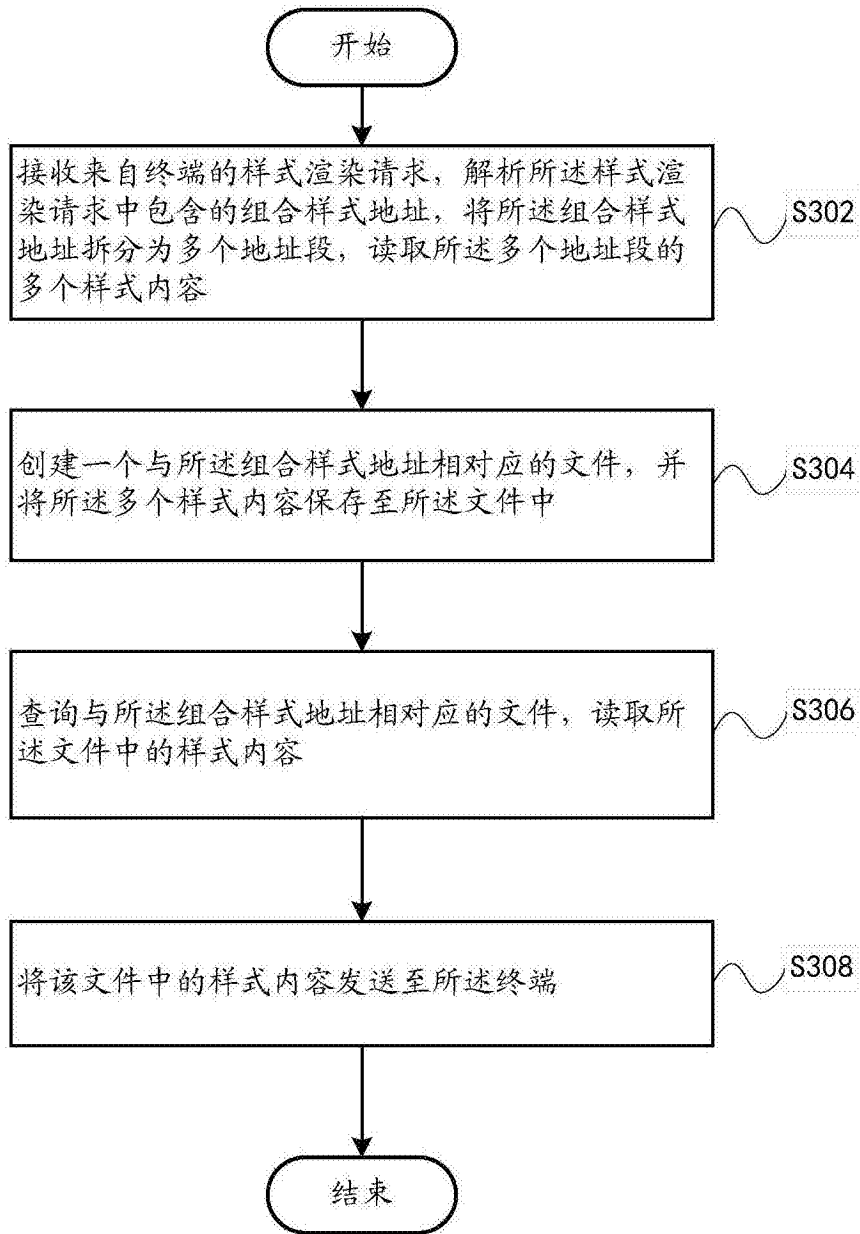 开始
接收来自终端的样式渲染请求，解析所述样式渲
染请求中包含的组合样式地址，将所述组合样式
地址拆分为多个地址段，读取所述多个地址段的
多个样式内容
S302
创建一个与所述组合样式地址相对应的文件，并
将所述多个样式内容保存至所述文件中
S304
查询与所述组合样式地址相对应的文件，读取所
述文件中的样式内容
S306
将该文件中的样式内容发送至所述终端
S308
结束